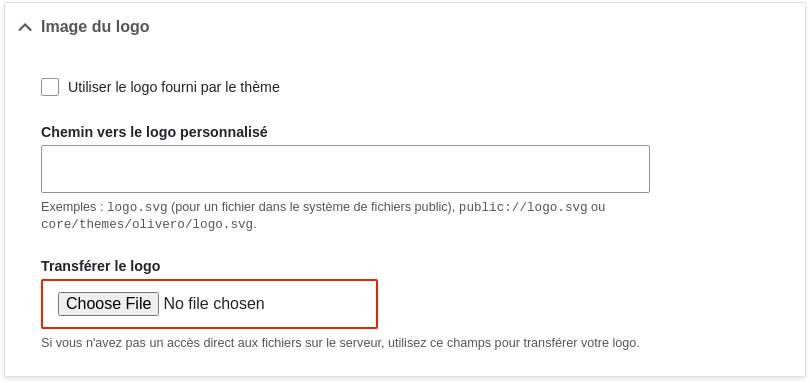 Image du logo
Utiliser le logo fourni par le thème
Chemin vers le logo personnalisé
Exemples : logo.svg (pour un fichier dans le système de fichiers public), public://logo.svg ou
core/themes/olivero/logo.svg.
Transférer le logo
Choose File No file chosen
Si vous n'avez pas un accès direct aux fichiers sur le serveur, utilisez ce champs pour transférer votre logo.